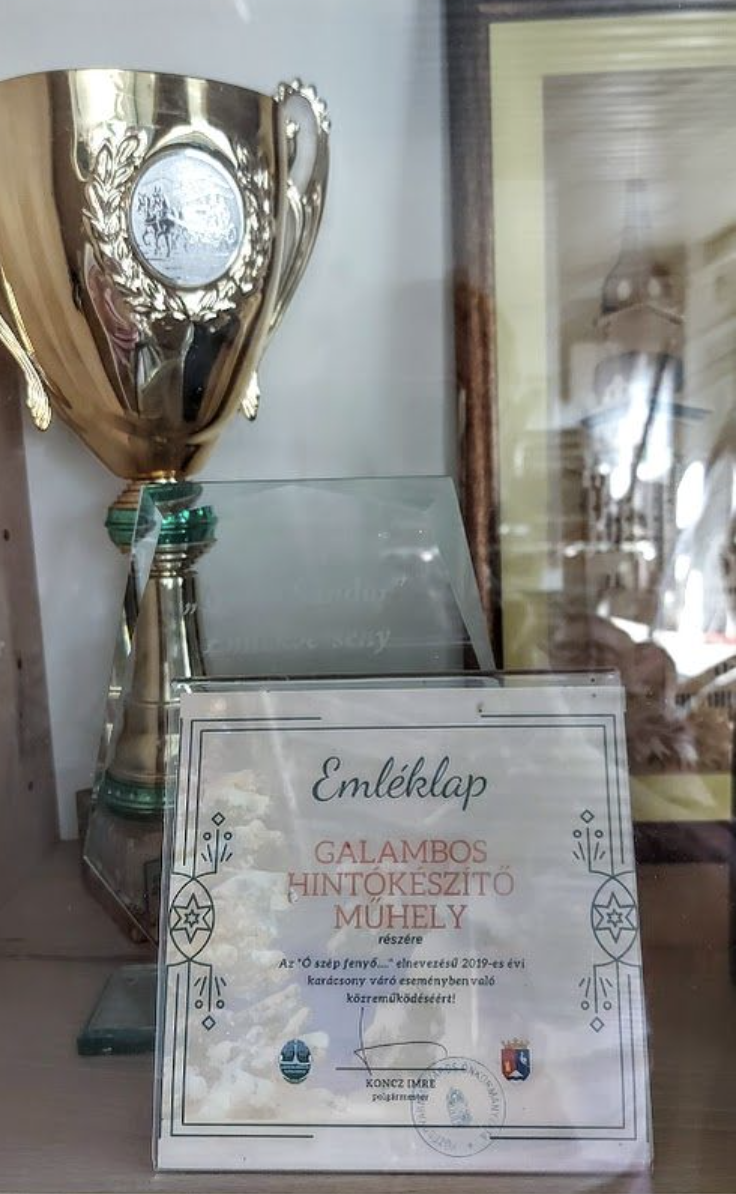 Emléklap
GALAMBOS
HINTÓKÉSZÍTŐ
MŰHELY
részére
Az "Ó szép fenyő...." elnevezésű 2019-es évi
karácsony váró eseményben való
közreműködéséért!
KONCZ IMRE
polgármester